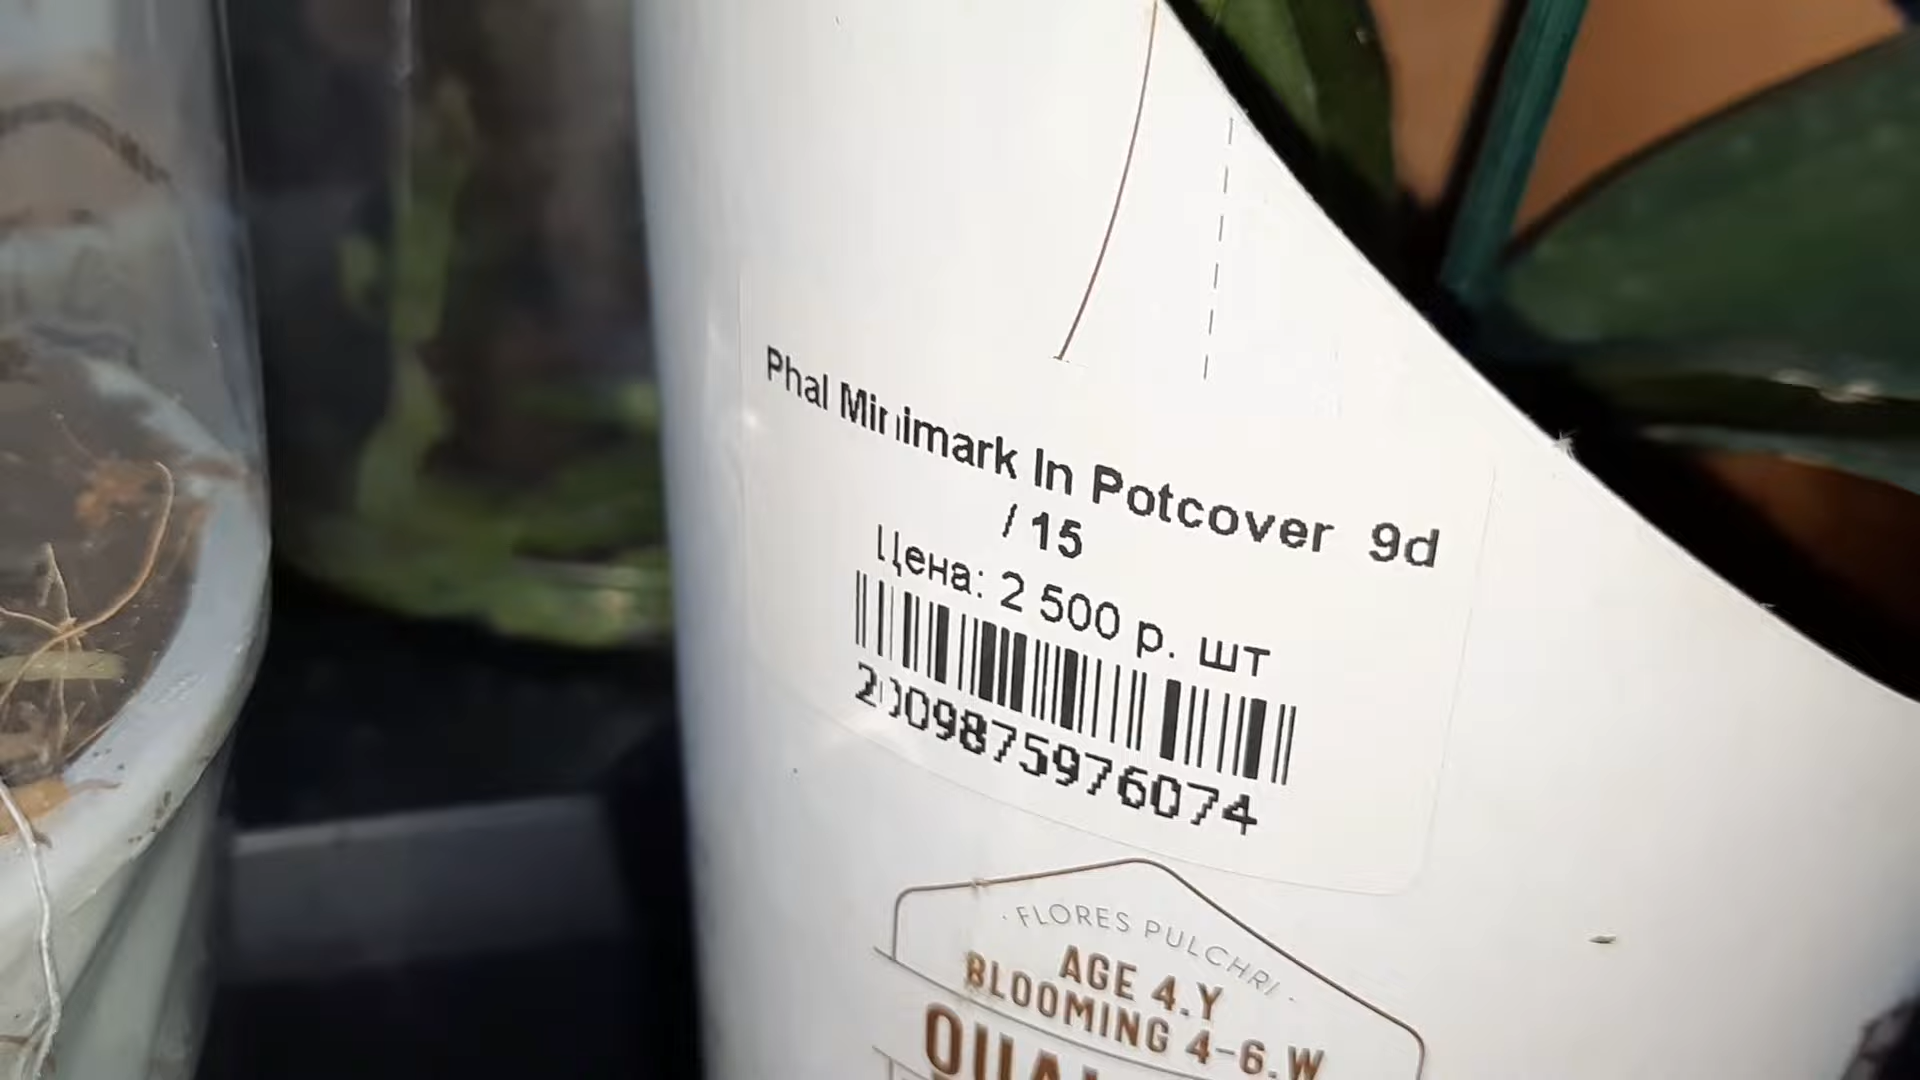 Phal Minimark In Potcover 9d
/ 15
Цена: 2 500 р. шт
2009875976074
· FLORES PULCHRI ·
AGE 4.Y
BLOOMING 4-6.W